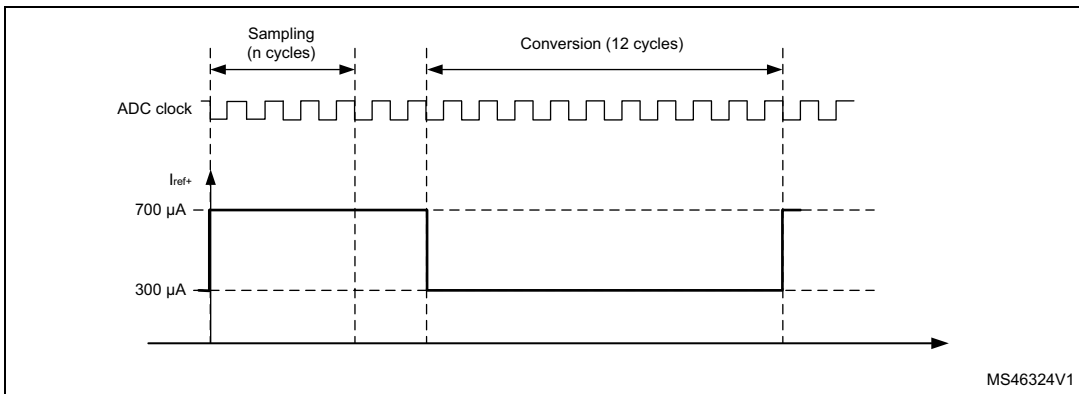 Sampling
(n cycles)
Conversion (12 cycles)
ADC clock
Iref+
700 µA
300 µA
MS46324V1